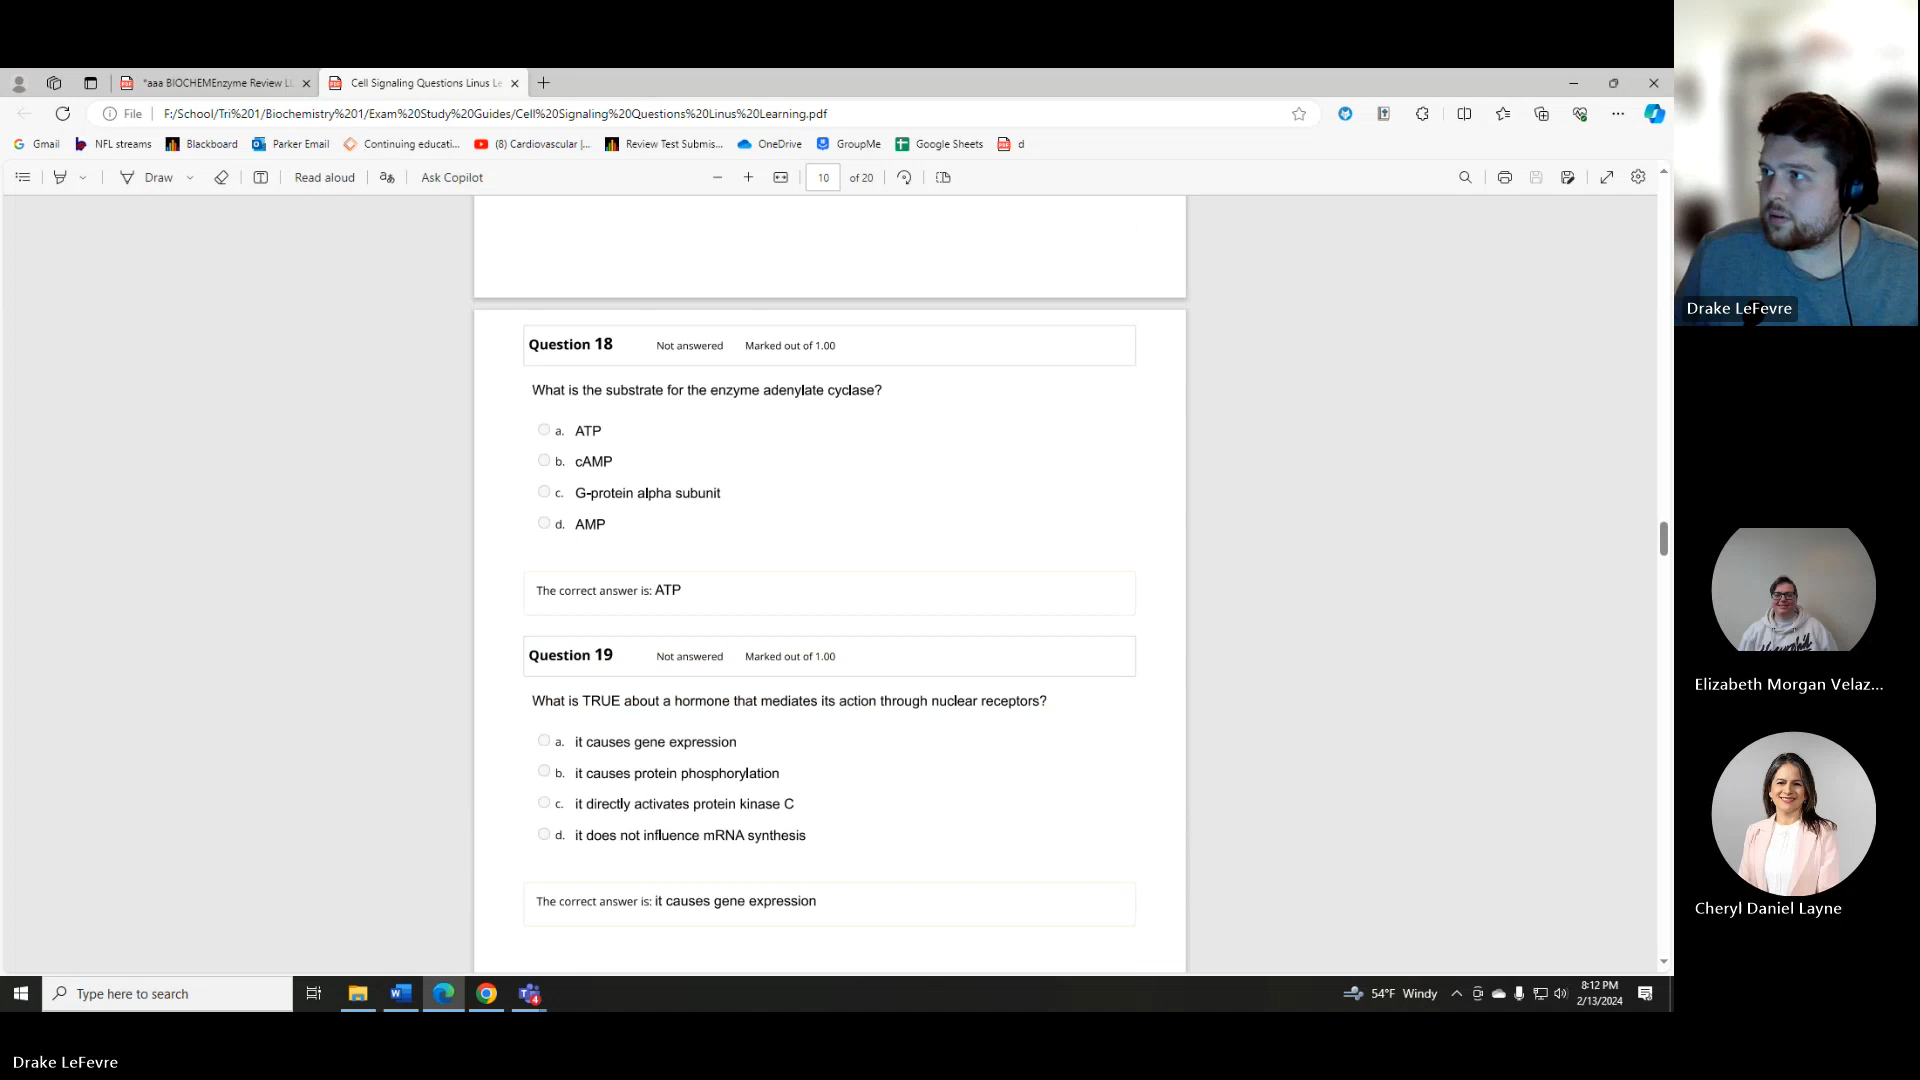 *aaa BIOCHEMEnzyme Review LL
Cell Signaling Questions Linus Le
File F:/School/Tri%201/Biochemistry%201/Exam%20Study%20Guides/Cell%20Signaling%20Questions%20Linus%20Learning.pdf
Gmail NFL streams Blackboard Parker Email Continuing educati... (8) Cardiovascular |... Review Test Submis... OneDrive GroupMe Google Sheets d
Draw Read aloud Ask Copilot 10 of 20
Question 18 Not answered Marked out of 1.00
What is the substrate for the enzyme adenylate cyclase?
a. ATP
b. cAMP
c. G-protein alpha subunit
d. AMP
The correct answer is: ATP
Question 19 Not answered Marked out of 1.00
What is TRUE about a hormone that mediates its action through nuclear receptors?
a. it causes gene expression
b. it causes protein phosphorylation
c. it directly activates protein kinase C
d. it does not influence mRNA synthesis
The correct answer is: it causes gene expression
Type here to search
54°F Windy
8:12 PM
2/13/2024
Drake LeFevre
Elizabeth Morgan Velaz...
Cheryl Daniel Layne
Drake LeFevre